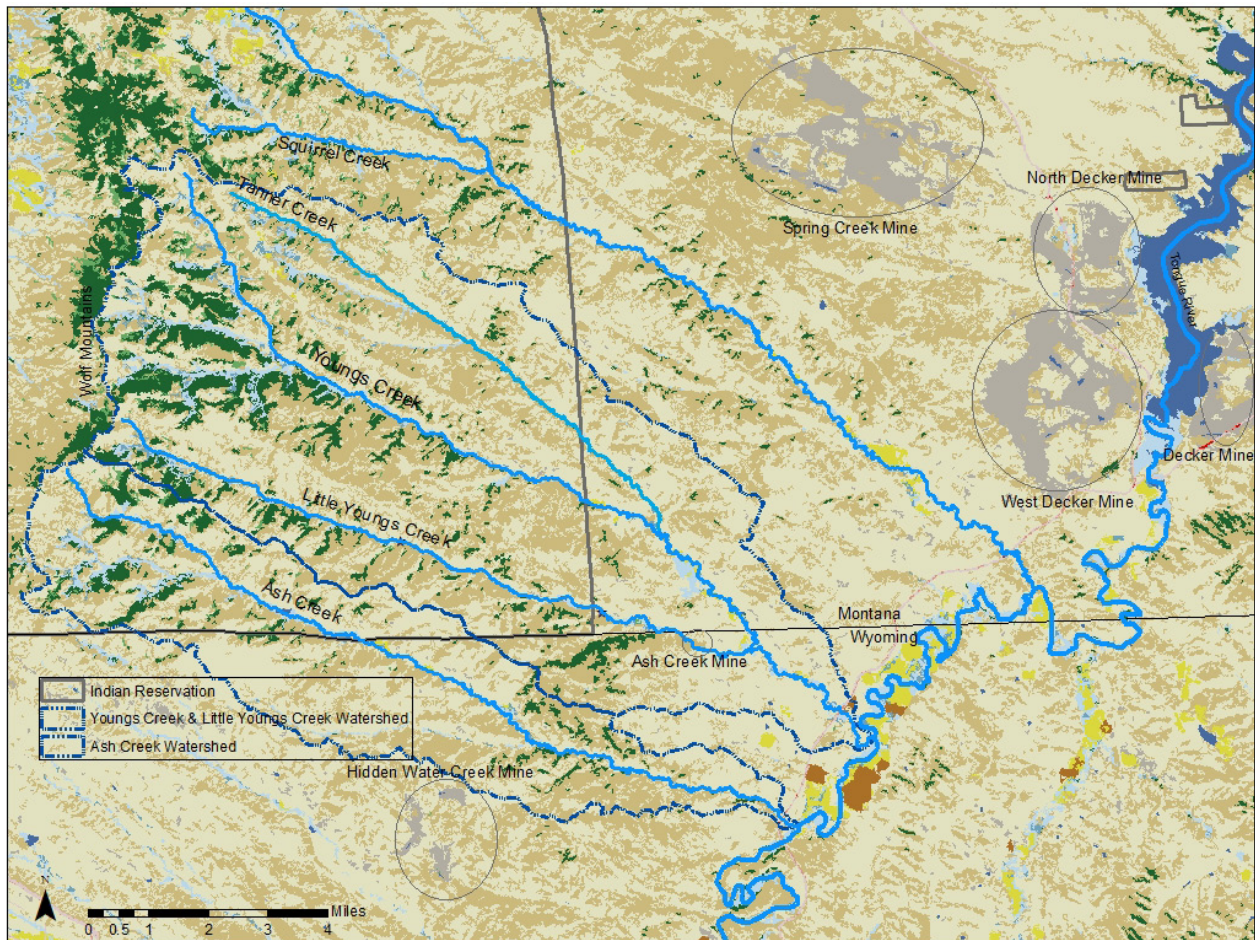 Squirrel Creek
Tanner Creek
North Decker Mine
Spring Creek Mine
Tongue River
Wolf Mountains
Youngs Creek
Decker Mine
West Decker Mine
Little Youngs Creek
Ash Creek
Montana
Wyoming
Ash Creek Mine
Indian Reservation
Youngs Creek & Little Youngs Creek Watershed
Ash Creek Watershed
Hidden Water Creek Mine
N
Miles
0 0.5 1 2 3 4